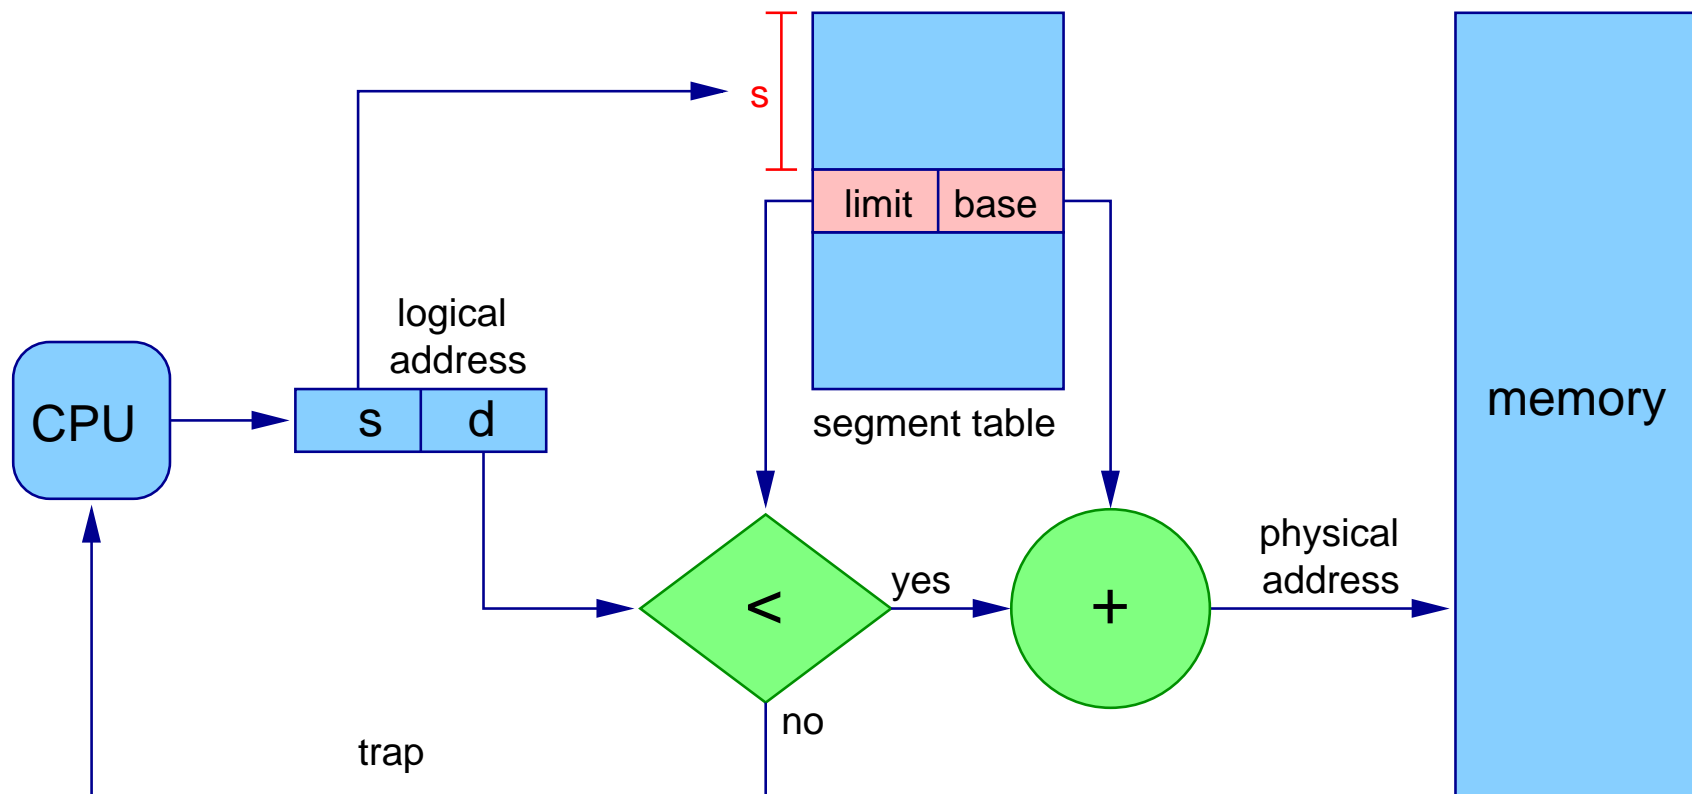 s
limit base
logical
address
CPU
s d
segment table
memory
physical
address
yes
<
+
no
trap